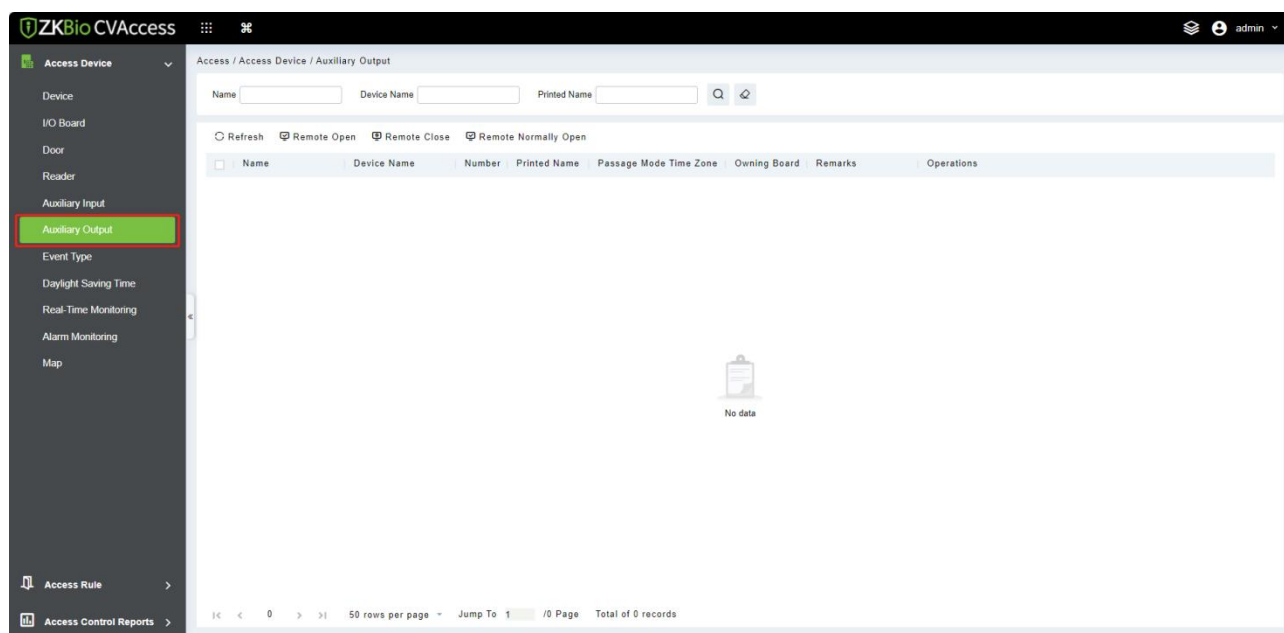 ZKBio CVAccess
admin
Access Device
Access / Access Device / Auxiliary Output
Device
Name Device Name Printed Name
I/O Board
Refresh Remote Open Remote Close Remote Normally Open
Door
Name Device Name Number Printed Name Passage Mode Time Zone Owning Board Remarks Operations
Reader
Auxiliary Input
Auxiliary Output
Event Type
Daylight Saving Time
Real-Time Monitoring
Alarm Monitoring
Map
No data
Access Rule
Access Control Reports
0 50 rows per page Jump To 1 /0 Page Total of 0 records